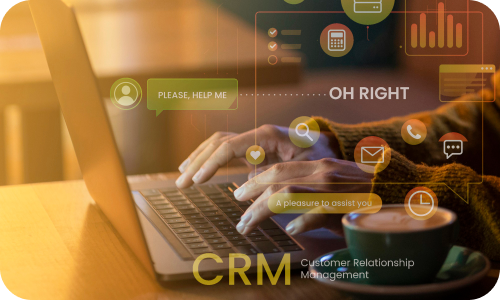 PLEASE, HELP ME
OH RIGHT
A pleasure to assist you
CRM
Customer Relationship
Management